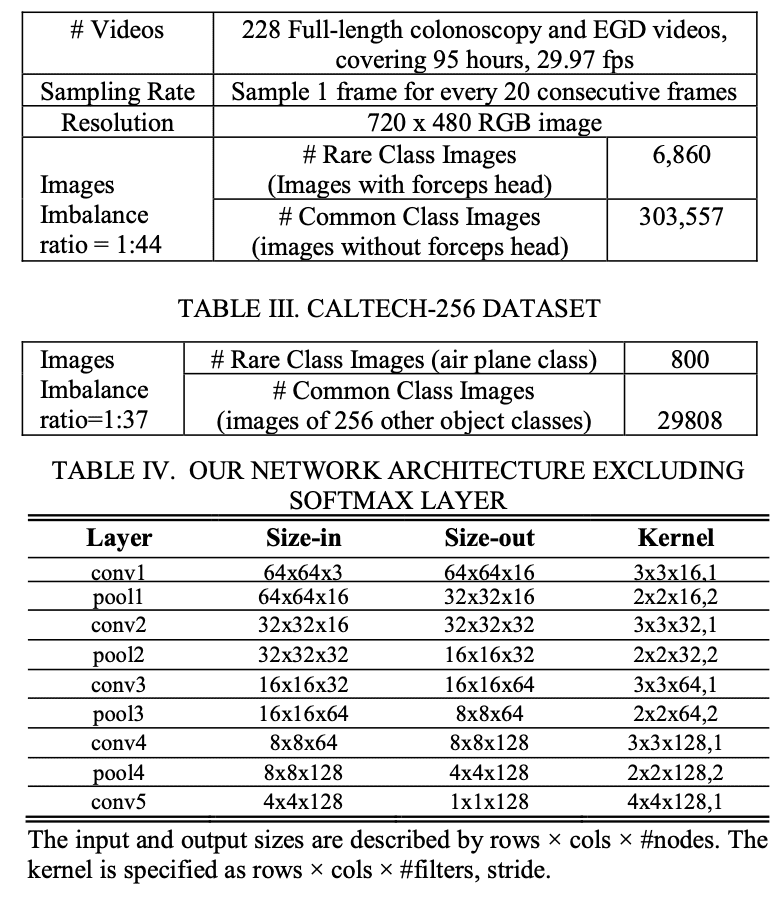 # Videos 228 Full-length colonoscopy and EGD videos,
covering 95 hours, 29.97 fps
Sampling Rate Sample 1 frame for every 20 consecutive frames
Resolution 720 x 480 RGB image
Images
Imbalance
ratio = 1:44
# Rare Class Images
(Images with forceps head)
6,860
# Common Class Images
(images without forceps head)
303,557
TABLE III. CALTECH-256 DATASET
Images
Imbalance
ratio=1:37
# Rare Class Images (air plane class) 800
# Common Class Images
(images of 256 other object classes) 29808
TABLE IV. OUR NETWORK ARCHITECTURE EXCLUDING
SOFTMAX LAYER
Layer Size-in Size-out Kernel
conv1 64x64x3 64x64x16 3x3x16,1
pool1 64x64x16 32x32x16 2x2x16,2
conv2 32x32x16 32x32x32 3x3x32,1
pool2 32x32x32 16x16x32 2x2x32,2
conv3 16x16x32 16x16x64 3x3x64,1
pool3 16x16x64 8x8x64 2x2x64,2
conv4 8x8x64 8x8x128 3x3x128,1
pool4 8x8x128 4x4x128 2x2x128,2
conv5 4x4x128 1x1x128 4x4x128,1
The input and output sizes are described by rows × cols × #nodes. The
kernel is specified as rows × cols × #filters, stride.